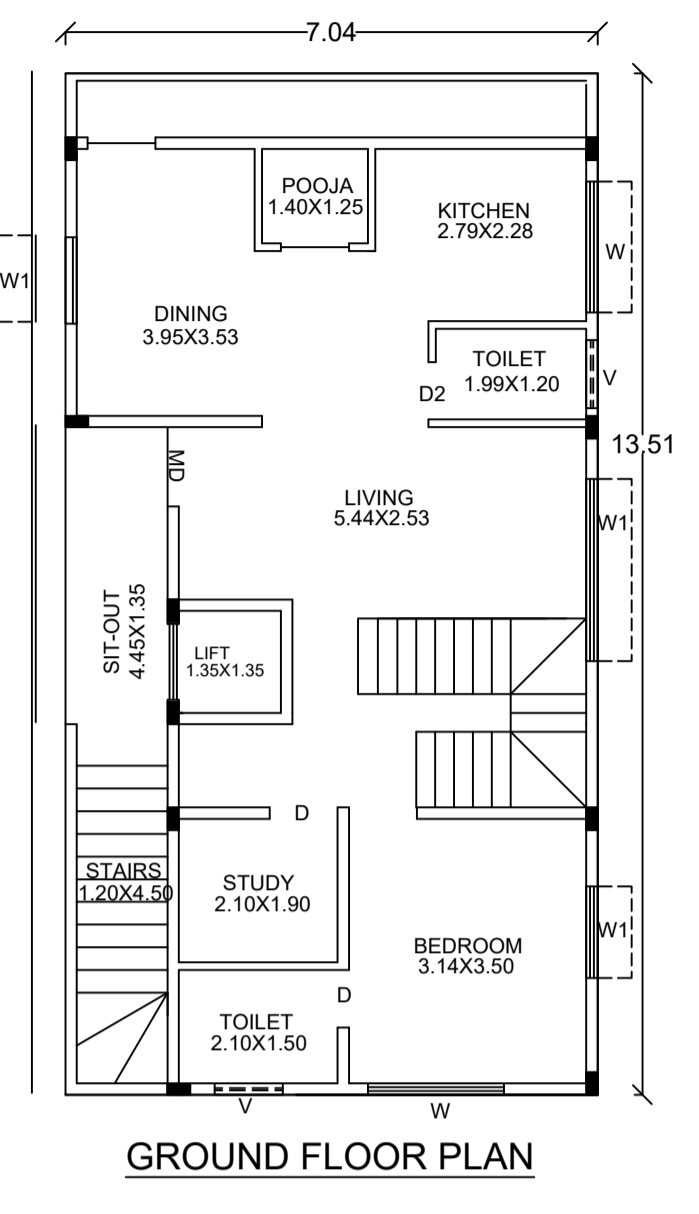 7.04
POOJA
1.40X1.25
KITCHEN
2.79X2.28
W
W1
DINING
3.95X3.53
TOILET
1.99X1.20
V
D2
13.51
MD
LIVING
5.44X2.53
W1
SIT-OUT
4.45X1.35
LIFT
1.35X1.35
D
STAIRS
1.20X4.50
STUDY
2.10X1.90
W1
BEDROOM
3.14X3.50
D
TOILET
2.10X1.50
V
W
GROUND FLOOR PLAN